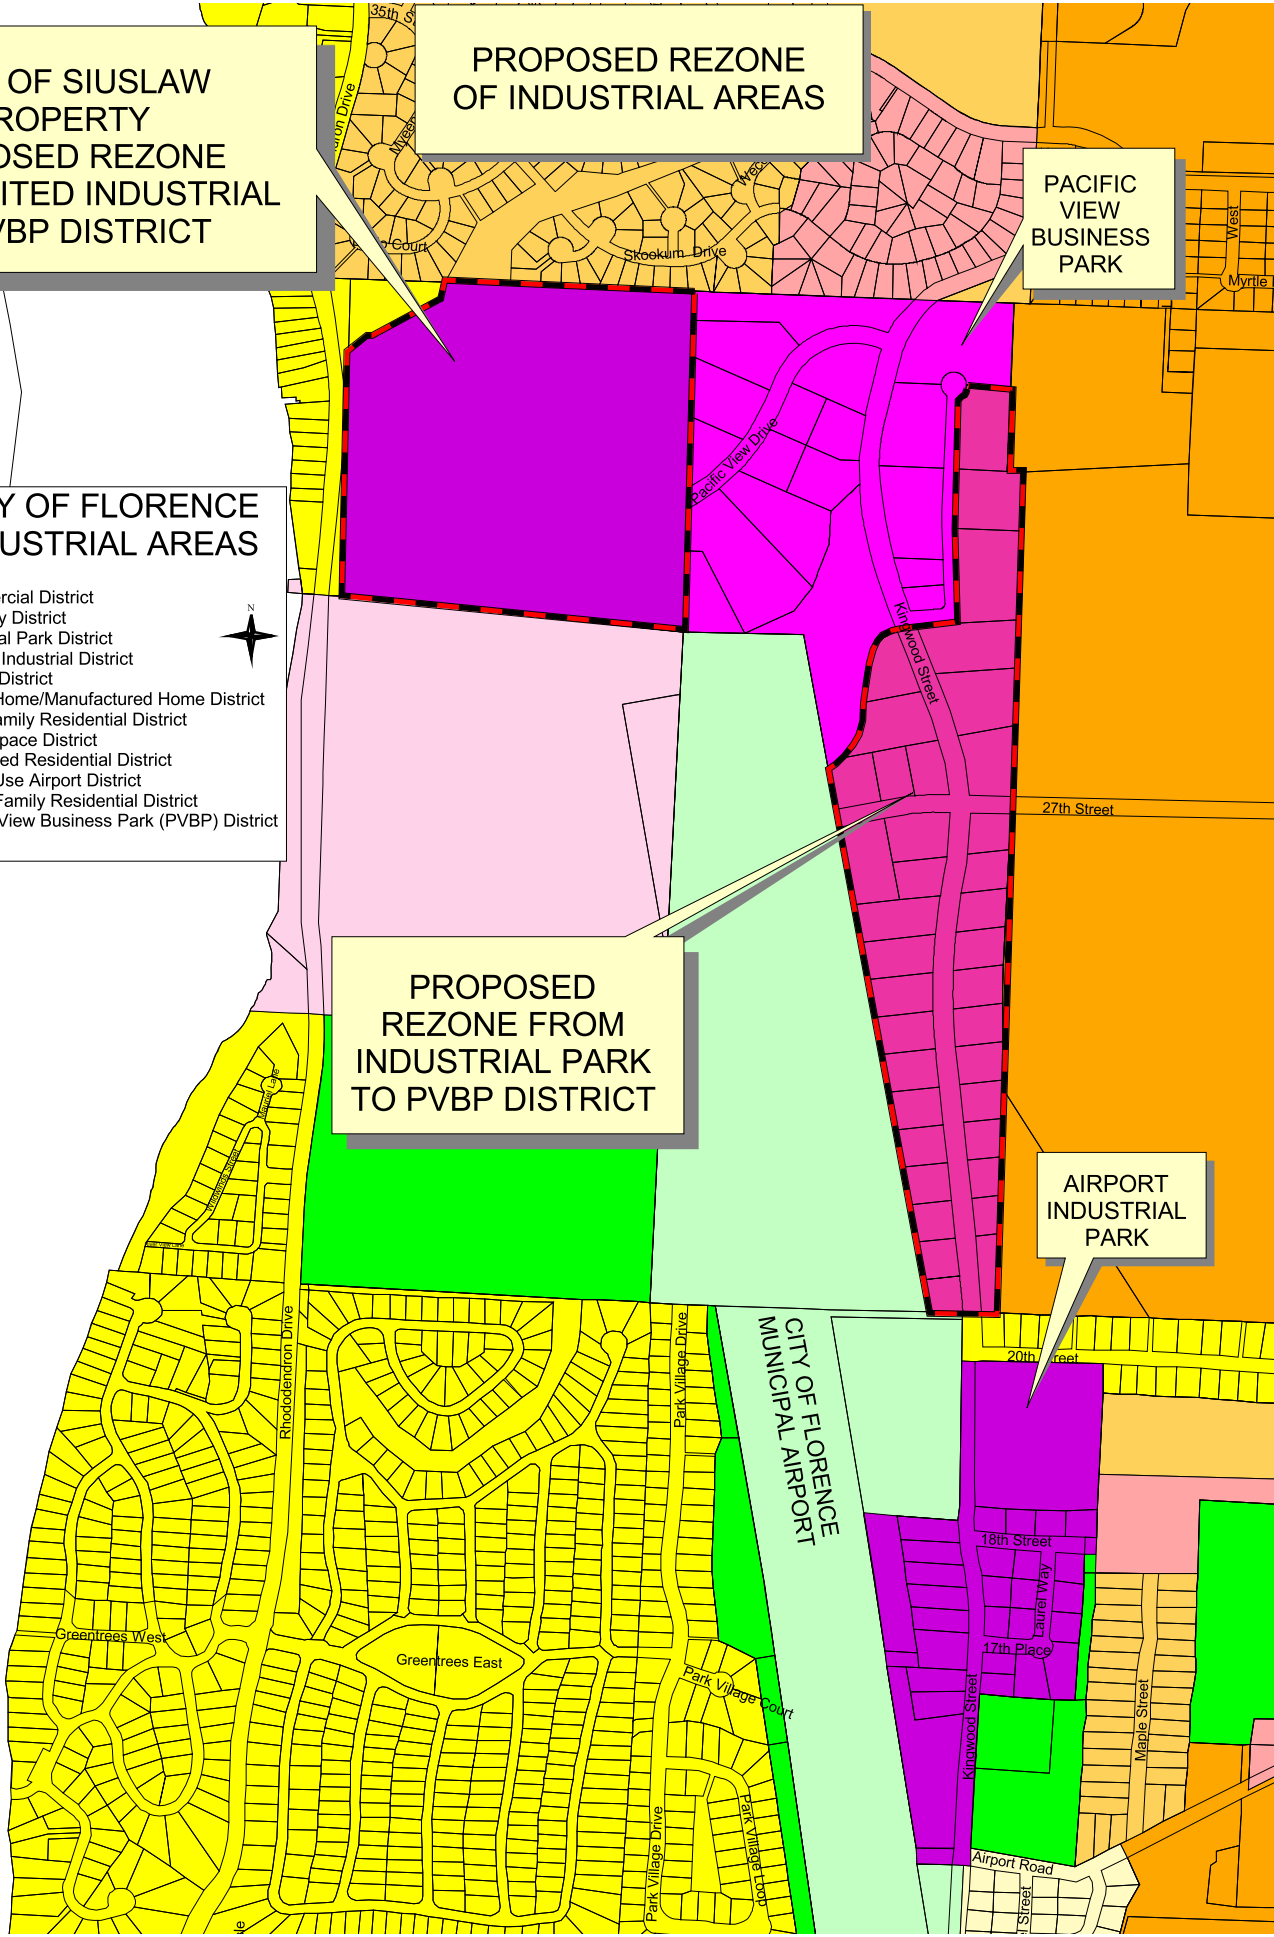 35th S
PROPOSED REZONE
OF INDUSTRIAL AREAS
OF SIUSLAW
ROPERTY
OSED REZONE
ITED INDUSTRIAL
VBP DISTRICT
ron Drive
Court
Skookum Drive
PACIFIC
VIEW
BUSINESS
PARK
West
Myrtle
Pacific View Drive
Y OF FLORENCE
USTRIAL AREAS
rcial District
y District
al Park District
Industrial District
District
Home/Manufactured Home District
amily Residential District
pace District
ed Residential District
Use Airport District
Family Residential District
View Business Park (PVBP) District
N
Kingwood Street
27th Street
PROPOSED
REZONE FROM
INDUSTRIAL PARK
TO PVBP DISTRICT
Maurel Lane
Wildwinds Street
AIRPORT
INDUSTRIAL
PARK
Rhododendron Drive
Park Village Drive
CITY OF FLORENCE
MUNICIPAL AIRPORT
20th Street
18th Street
Laurel Way
17th Place
Greentrees West
Greentrees East
Park Village Court
Kingwood Street
Maple Street
Park Village Drive
Park Village Loop
Airport Road
Street